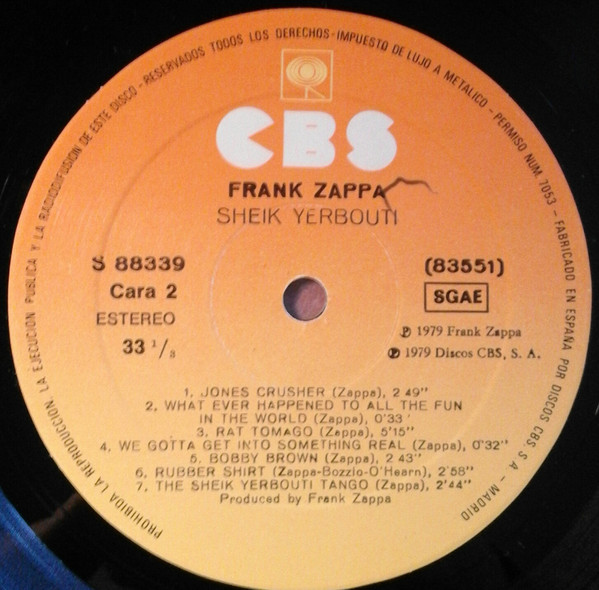 PROHIBIDA LA REPRODUCCION, LA EJECUCION PUBLICA Y LA RADIODIFUSION DE ESTE DISCO - RESERVADOS TODOS LOS DERECHOS - IMPUESTO DE LUJO A METALICO - PERMISO NUM. 7053 - FABRICADO EN ESPAÑA POR DISCOS CBS S.A. - MADRID
CBS
FRANK ZAPPA
SHEIK YERBOUTI
S 88339 (83551)
Cara 2 SGAE
ESTEREO ℗ 1979 Frank Zappa
33 1/3 ℗ 1979 Discos CBS, S. A.
1. JONES CRUSHER (Zappa), 2 49"
2. WHAT EVER HAPPENED TO ALL THE FUN
IN THE WORLD (Zappa), 0'33 '
3. RAT TOMAGO (Zappa), 5'15"
4. WE GOTTA GET INTO SOMETHING REAL (Zappa), 0'32"
5. BOBBY BROWN (Zappa), 2 43"
6. RUBBER SHIRT (Zappa-Bozzio-O'Hearn), 2'58"
7. THE SHEIK YERBOUTI TANGO (Zappa), 2'44"
Produced by Frank Zappa